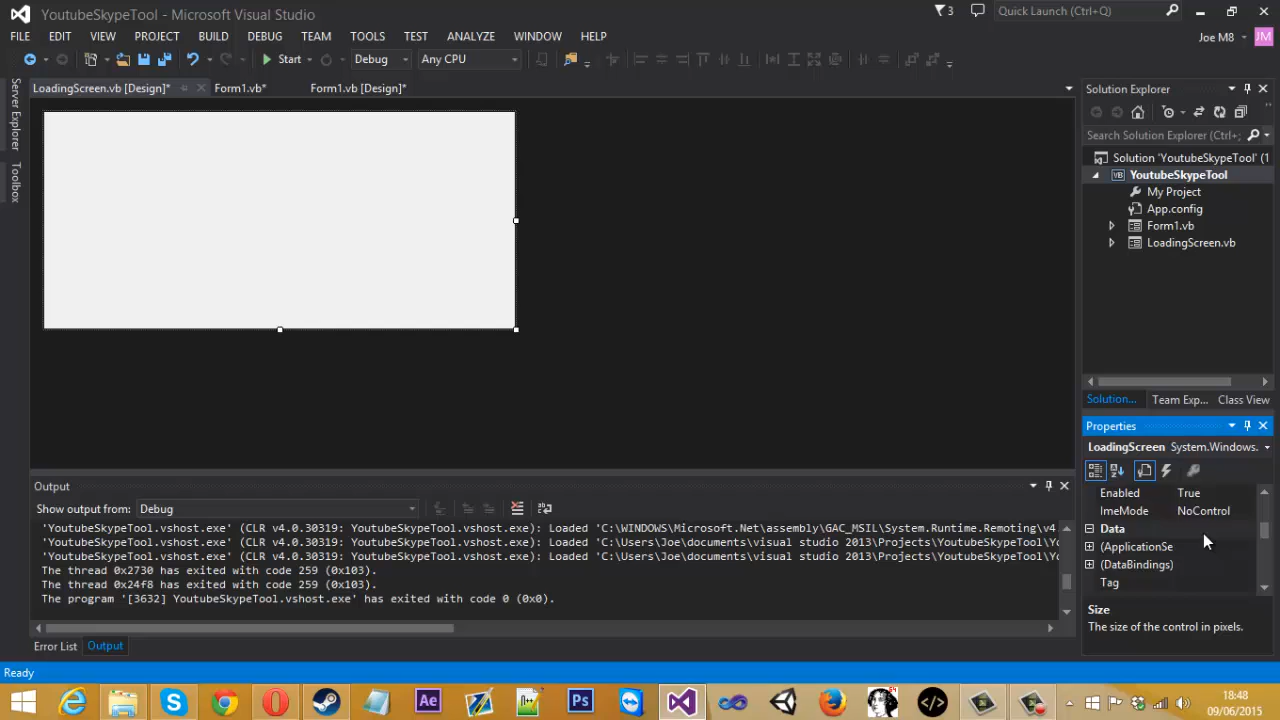 YoutubeSkypeTool - Microsoft Visual Studio
3
Quick Launch (Ctrl+Q)
FILE EDIT VIEW PROJECT BUILD DEBUG TEAM TOOLS TEST ANALYZE WINDOW HELP
Joe M8 JM
Start Debug Any CPU
LoadingScreen.vb [Design]* Form1.vb* Form1.vb [Design]*
Server Explorer
Toolbox
Solution Explorer
Search Solution Explorer (Ctrl+;
Solution 'YoutubeSkypeTool' (1
VB YoutubeSkypeTool
My Project
App.config
Form1.vb
LoadingScreen.vb
Solution... Team Exp... Class View
Properties
LoadingScreen System.Windows.
Enabled True
ImeMode NoControl
Data
(ApplicationSe
(DataBindings)
Tag
Size
The size of the control in pixels.
Output
Show output from: Debug
'YoutubeSkypeTool.vshost.exe' (CLR v4.0.30319: YoutubeSkypeTool.vshost.exe): Loaded 'C:\WINDOWS\Microsoft.Net\assembly\GAC_MSIL\System.Runtime.Remoting\v4
'YoutubeSkypeTool.vshost.exe' (CLR v4.0.30319: YoutubeSkypeTool.vshost.exe): Loaded 'C:\Users\Joe\documents\visual studio 2013\Projects\YoutubeSkypeTool\Yo
'YoutubeSkypeTool.vshost.exe' (CLR v4.0.30319: YoutubeSkypeTool.vshost.exe): Loaded 'C:\Users\Joe\documents\visual studio 2013\Projects\YoutubeSkypeTool\Yo
The thread 0x2730 has exited with code 259 (0x103).
The thread 0x24f8 has exited with code 259 (0x103).
The program '[3632] YoutubeSkypeTool.vshost.exe' has exited with code 0 (0x0).
Error List Output
Ready
Ae Ps
18:48
09/06/2015